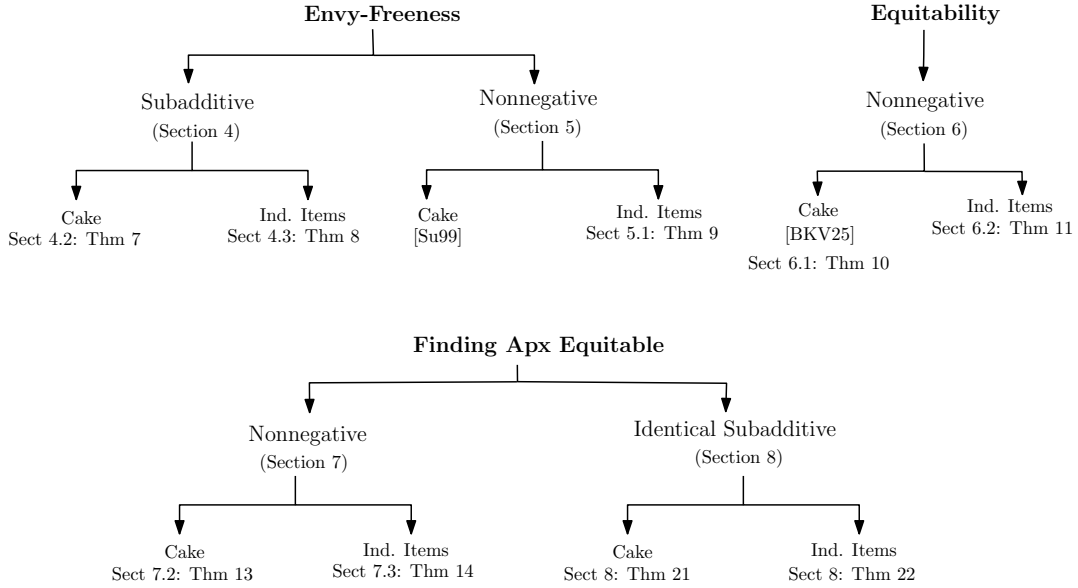 Envy-Freeness
Subadditive
(Section 4)
Cake
Sect 4.2: Thm 7
Ind. Items
Sect 4.3: Thm 8
Nonnegative
(Section 5)
Cake
[Su99]
Ind. Items
Sect 5.1: Thm 9
Equitability
Nonnegative
(Section 6)
Cake
[BKV25]
Sect 6.1: Thm 10
Ind. Items
Sect 6.2: Thm 11
Finding Apx Equitable
Nonnegative
(Section 7)
Cake
Sect 7.2: Thm 13
Ind. Items
Sect 7.3: Thm 14
Identical Subadditive
(Section 8)
Cake
Sect 8: Thm 21
Ind. Items
Sect 8: Thm 22